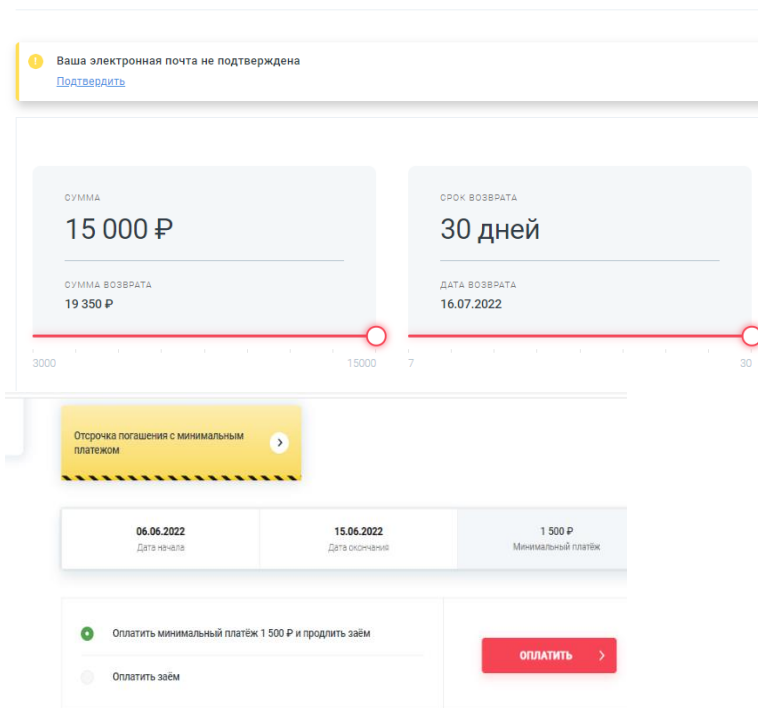 Ваша электронная почта не подтверждена
Подтвердить
СУММА
15 000 ₽
СУММА ВОЗВРАТА
19 350 ₽
3000
15000
СРОК ВОЗВРАТА
30 дней
ДАТА ВОЗВРАТА
16.07.2022
7
30
Отсрочка погашения с минимальным
платежом
06.06.2022
Дата начала
15.06.2022
Дата окончания
1 500 ₽
Минимальный платёж
Оплатить минимальный платёж 1 500 ₽ и продлить заём
Оплатить заём
ОПЛАТИТЬ